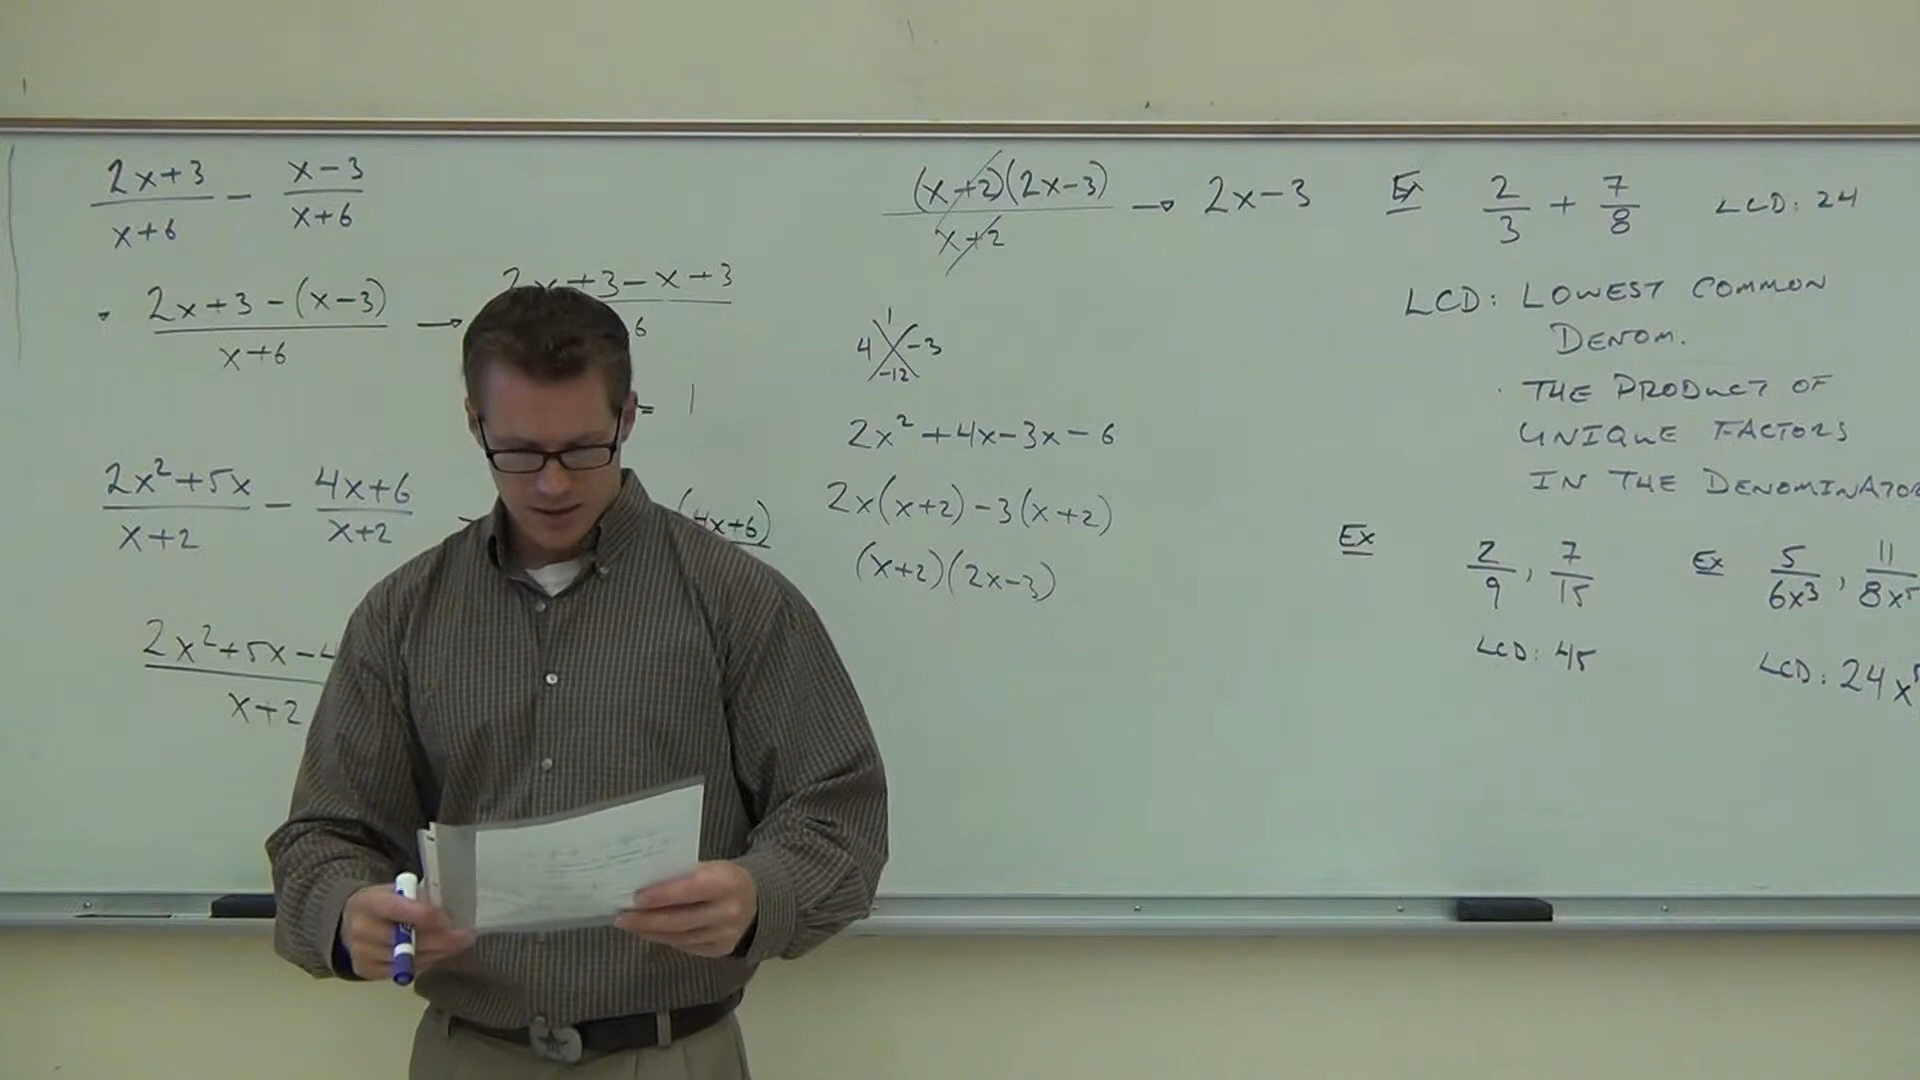 2x+3/x+6 − x−3/x+6
2x+3−(x−3)/x+6 → 2x+3−x+3/6
= 1
2x²+5x/x+2 − 4x+6/x+2 (4x+6)
2x²+5x−4/x+2
(x+2)(2x−3)/x+2 → 2x−3
1
4 −3
−12
2x²+4x−3x−6
2x(x+2)−3(x+2)
(x+2)(2x−3)
Ex 2/3 + 7/8 LCD: 24
LCD: LOWEST COMMON
DENOM.
· THE PRODUCT OF
UNIQUE FACTORS
IN THE DENOMINATOR
Ex 2/9, 7/15
LCD: 45
Ex 5/6x³, 11/8x⁵
LCD: 24x⁵